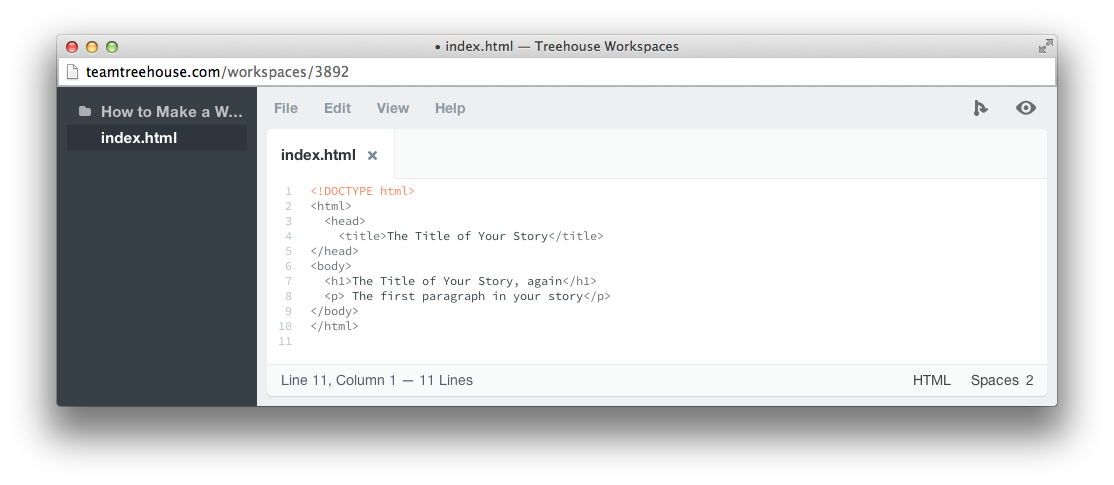 • index.html — Treehouse Workspaces
teamtreehouse.com/workspaces/3892
How to Make a W...
index.html
File Edit View Help
index.html ×
1 <!DOCTYPE html>
2 <html>
3   <head>
4     <title>The Title of Your Story</title>
5 </head>
6 <body>
7   <h1>The Title of Your Story, again</h1>
8   <p> The first paragraph in your story</p>
9 </body>
10 </html>
11
Line 11, Column 1 — 11 Lines HTML Spaces 2